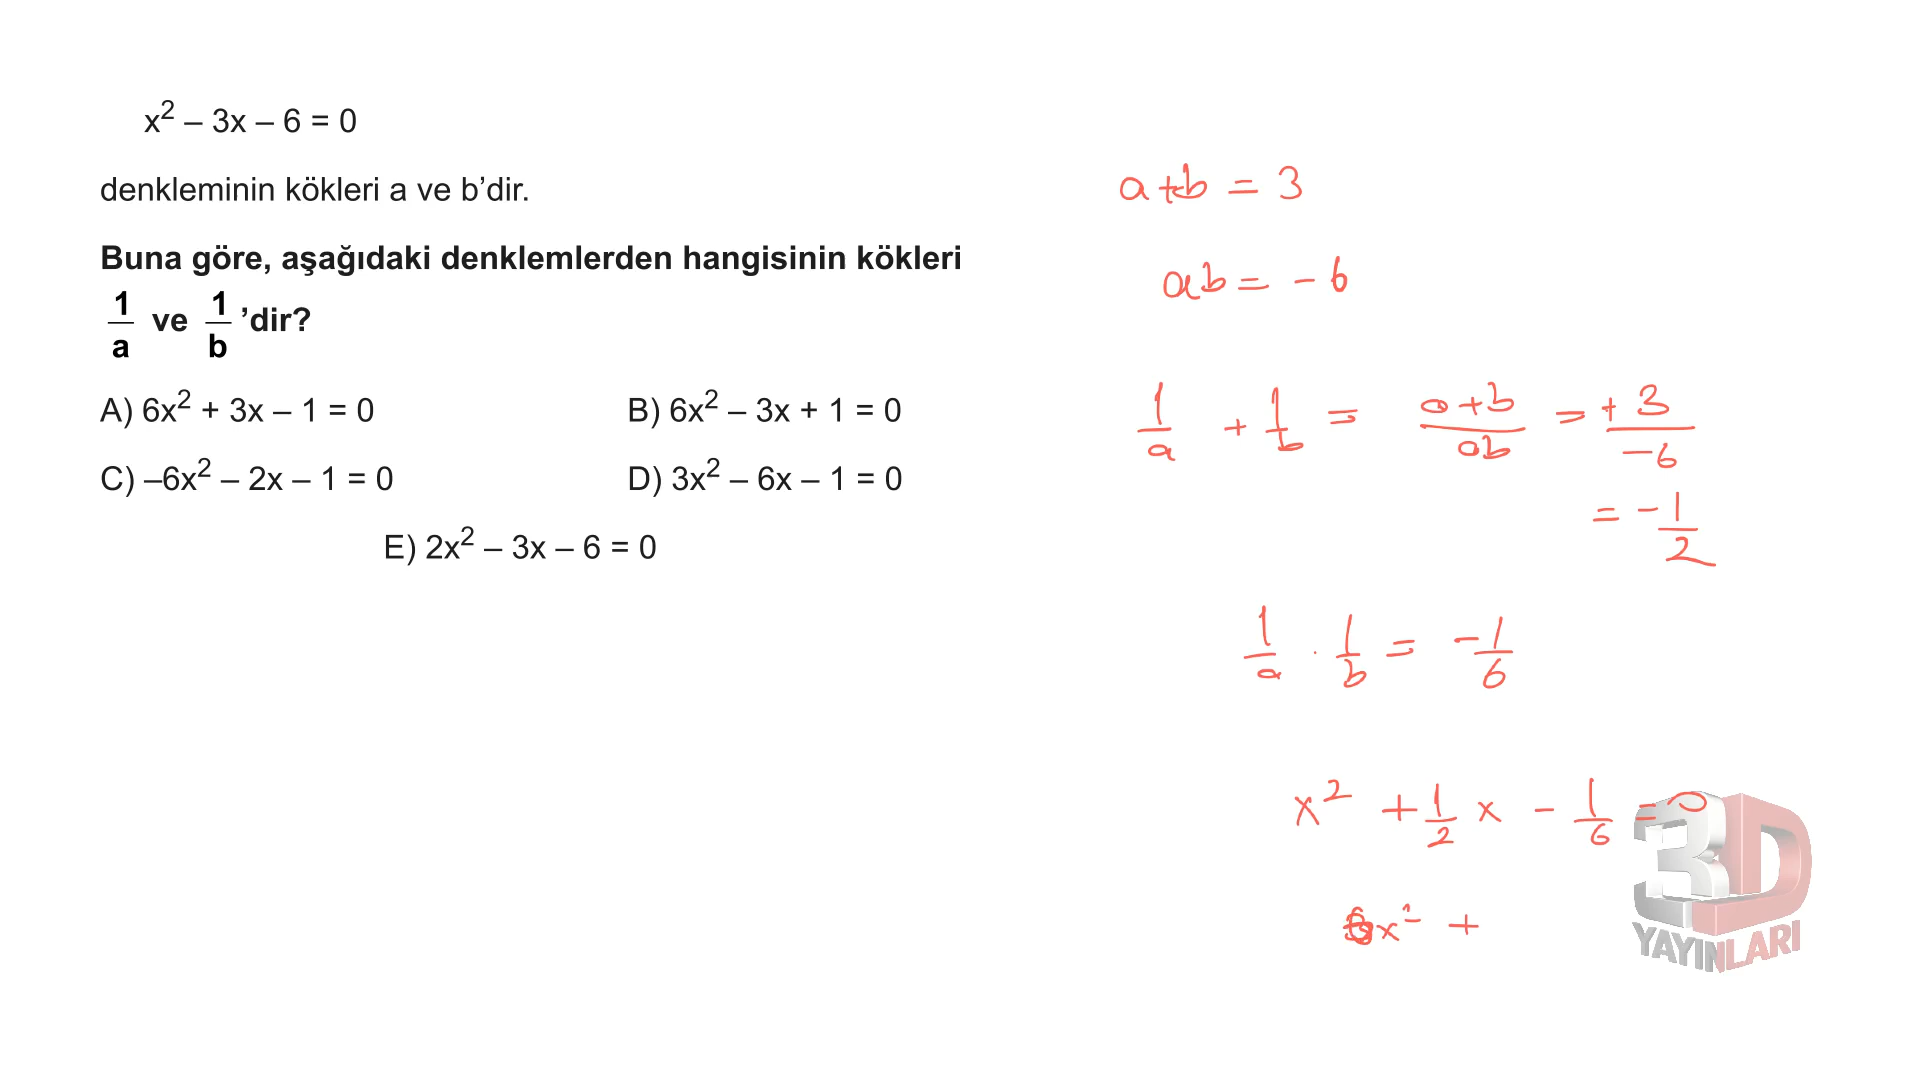 x² – 3x – 6 = 0
denkleminin kökleri a ve b’dir.
Buna göre, aşağıdaki denklemlerden hangisinin kökleri
1/a ve 1/b ’dir?
A) 6x² + 3x – 1 = 0 B) 6x² – 3x + 1 = 0
C) –6x² – 2x – 1 = 0 D) 3x² – 6x – 1 = 0
E) 2x² – 3x – 6 = 0
a+b = 3
ab = -6
1/a + 1/b = a+b/ab = +3/-6
= -1/2
1/a . 1/b = -1/6
x² + 1/2 x - 1/6 = 0
x² +
3D
YAYINLARI